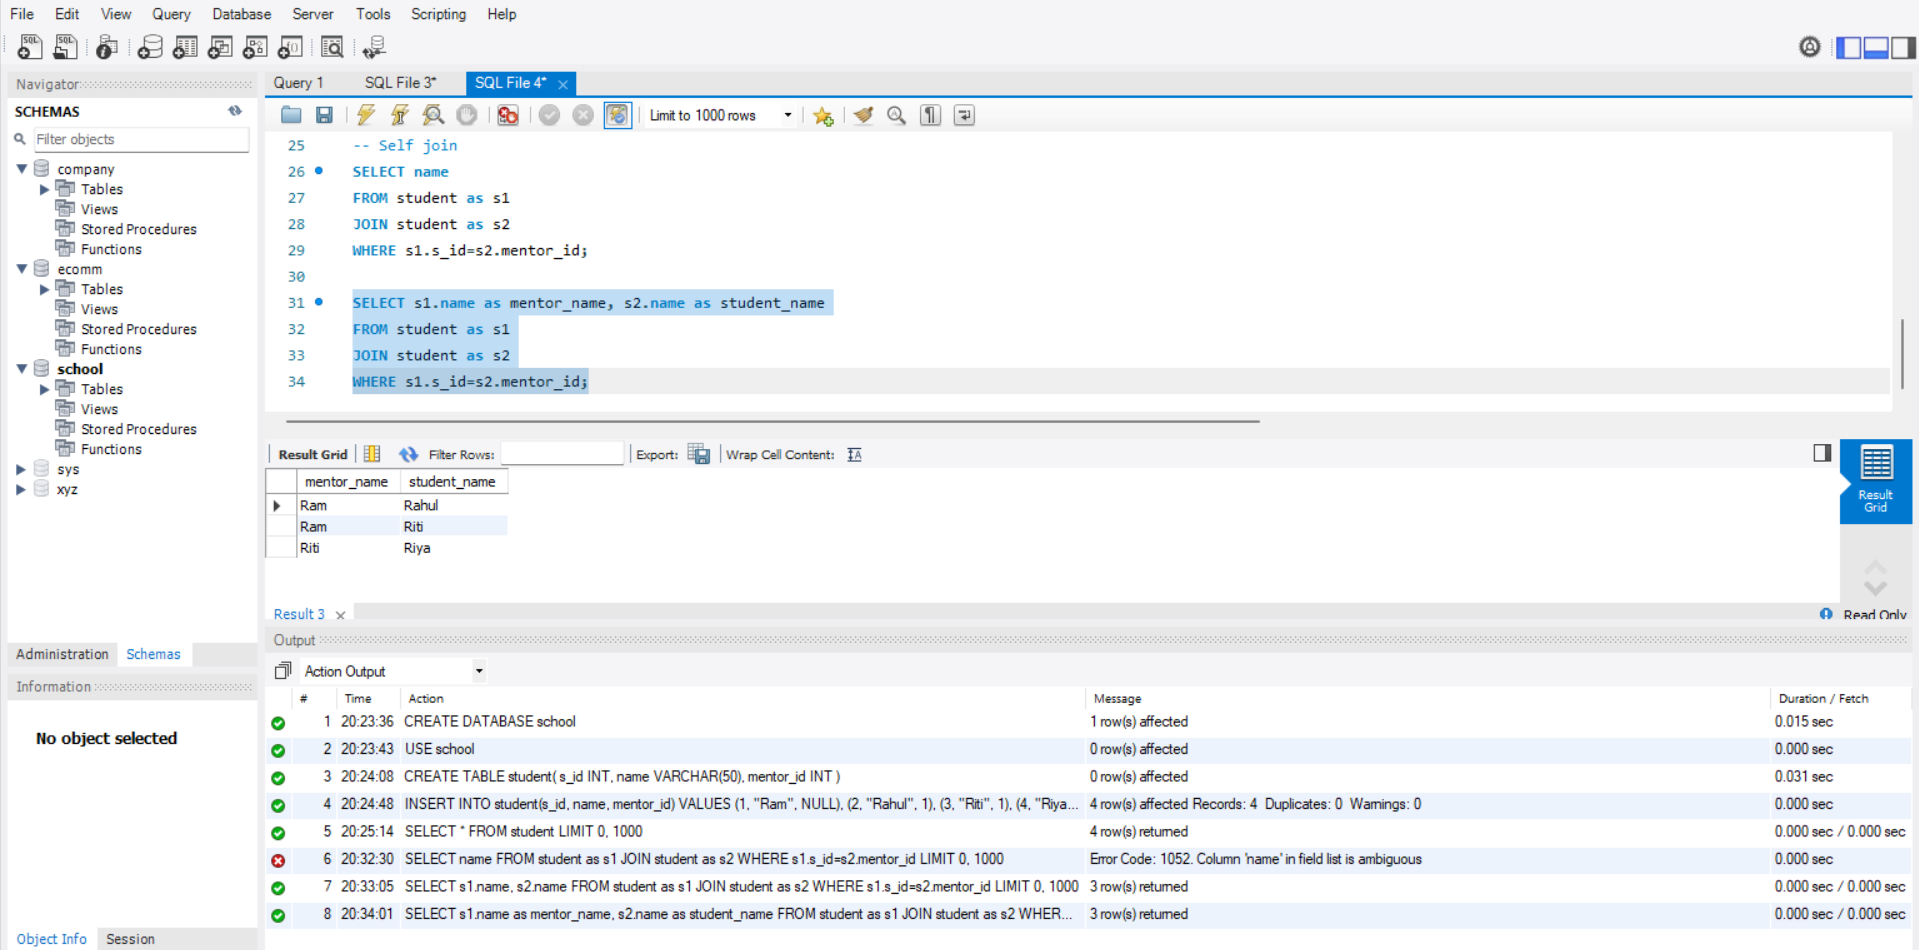 File Edit View Query Database Server Tools Scripting Help
Navigator
SCHEMAS
Filter objects
company
Tables
Views
Stored Procedures
Functions
ecomm
Tables
Views
Stored Procedures
Functions
school
Tables
Views
Stored Procedures
Functions
sys
xyz
Administration Schemas
Information
No object selected
Object Info Session
Query 1 SQL File 3* SQL File 4*
Limit to 1000 rows
25 -- Self join
26 SELECT name
27 FROM student as s1
28 JOIN student as s2
29 WHERE s1.s_id=s2.mentor_id;
30
31 SELECT s1.name as mentor_name, s2.name as student_name
32 FROM student as s1
33 JOIN student as s2
34 WHERE s1.s_id=s2.mentor_id;
Result Grid Filter Rows: Export: Wrap Cell Content:
mentor_name student_name
Ram Rahul
Ram Riti
Riti Riya
Result Grid
Result 3
Read Only
Output
Action Output
# Time Action Message Duration / Fetch
1 20:23:36 CREATE DATABASE school 1 row(s) affected 0.015 sec
2 20:23:43 USE school 0 row(s) affected 0.000 sec
3 20:24:08 CREATE TABLE student( s_id INT, name VARCHAR(50), mentor_id INT ) 0 row(s) affected 0.031 sec
4 20:24:48 INSERT INTO student(s_id, name, mentor_id) VALUES (1, "Ram", NULL), (2, "Rahul", 1), (3, "Riti", 1), (4, "Riya... 4 row(s) affected Records: 4 Duplicates: 0 Warnings: 0 0.000 sec
5 20:25:14 SELECT * FROM student LIMIT 0, 1000 4 row(s) returned 0.000 sec / 0.000 sec
6 20:32:30 SELECT name FROM student as s1 JOIN student as s2 WHERE s1.s_id=s2.mentor_id LIMIT 0, 1000 Error Code: 1052. Column 'name' in field list is ambiguous 0.000 sec
7 20:33:05 SELECT s1.name, s2.name FROM student as s1 JOIN student as s2 WHERE s1.s_id=s2.mentor_id LIMIT 0, 1000 3 row(s) returned 0.000 sec / 0.000 sec
8 20:34:01 SELECT s1.name as mentor_name, s2.name as student_name FROM student as s1 JOIN student as s2 WHER... 3 row(s) returned 0.000 sec / 0.000 sec